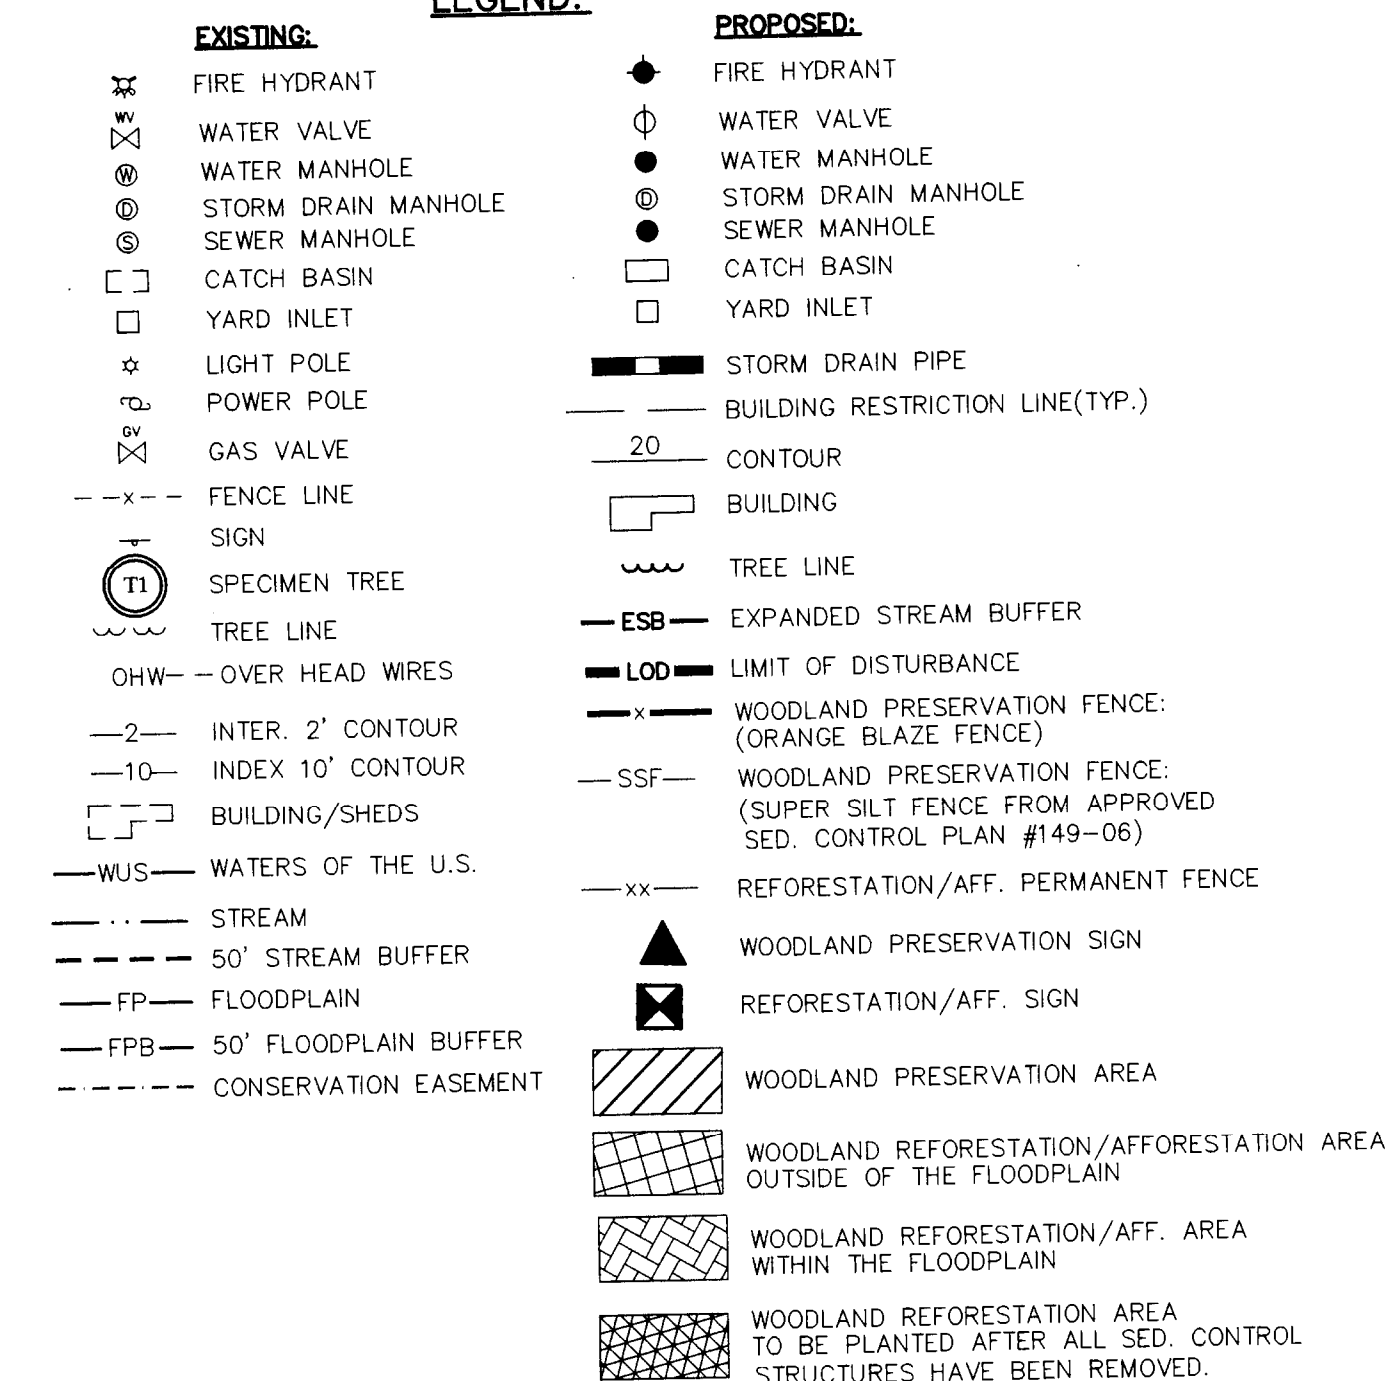 LEGEND:
EXISTING:
FIRE HYDRANT
WV
WATER VALVE
W WATER MANHOLE
D STORM DRAIN MANHOLE
S SEWER MANHOLE
CATCH BASIN
YARD INLET
LIGHT POLE
POWER POLE
GV
GAS VALVE
x FENCE LINE
SIGN
T1 SPECIMEN TREE
TREE LINE
OHW OVER HEAD WIRES
2 INTER. 2' CONTOUR
10 INDEX 10' CONTOUR
BUILDING/SHEDS
WUS WATERS OF THE U.S.
STREAM
50' STREAM BUFFER
FP FLOODPLAIN
FPB 50' FLOODPLAIN BUFFER
CONSERVATION EASEMENT
PROPOSED:
FIRE HYDRANT
WATER VALVE
WATER MANHOLE
D STORM DRAIN MANHOLE
SEWER MANHOLE
CATCH BASIN
YARD INLET
STORM DRAIN PIPE
BUILDING RESTRICTION LINE(TYP.)
20 CONTOUR
BUILDING
TREE LINE
ESB EXPANDED STREAM BUFFER
LOD LIMIT OF DISTURBANCE
x WOODLAND PRESERVATION FENCE:
(ORANGE BLAZE FENCE)
SSF WOODLAND PRESERVATION FENCE:
(SUPER SILT FENCE FROM APPROVED
SED. CONTROL PLAN #149-06)
xx REFORESTATION/AFF. PERMANENT FENCE
WOODLAND PRESERVATION SIGN
REFORESTATION/AFF. SIGN
WOODLAND PRESERVATION AREA
WOODLAND REFORESTATION/AFFORESTATION AREA
OUTSIDE OF THE FLOODPLAIN
WOODLAND REFORESTATION/AFF. AREA
WITHIN THE FLOODPLAIN
WOODLAND REFORESTATION AREA
TO BE PLANTED AFTER ALL SED. CONTROL
STRUCTURES HAVE BEEN REMOVED.